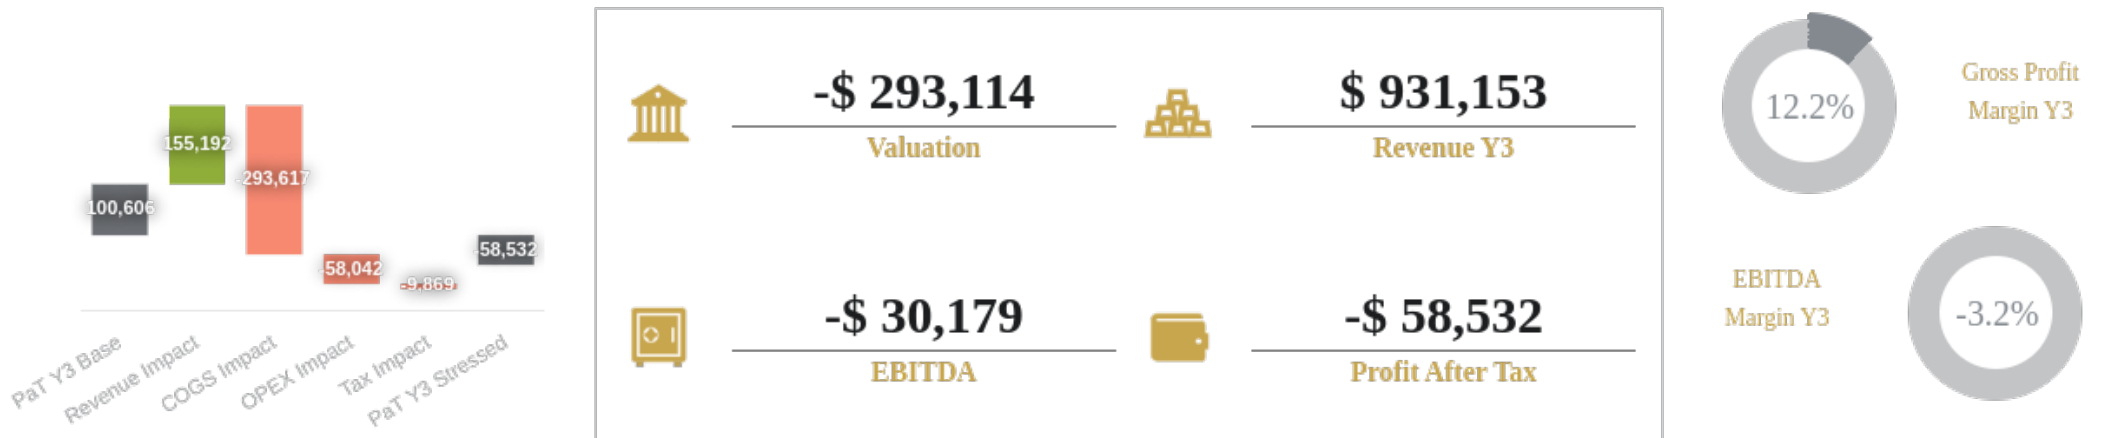 155,192
-293,617
100,606
-58,042
-9,869
-58,532
PaT Y3 Base
Revenue Impact
COGS Impact
OPEX Impact
Tax Impact
PaT Y3 Stressed
-$ 293,114
Valuation
$ 931,153
Revenue Y3
-$ 30,179
EBITDA
-$ 58,532
Profit After Tax
12.2%
Gross Profit
Margin Y3
EBITDA
Margin Y3
-3.2%